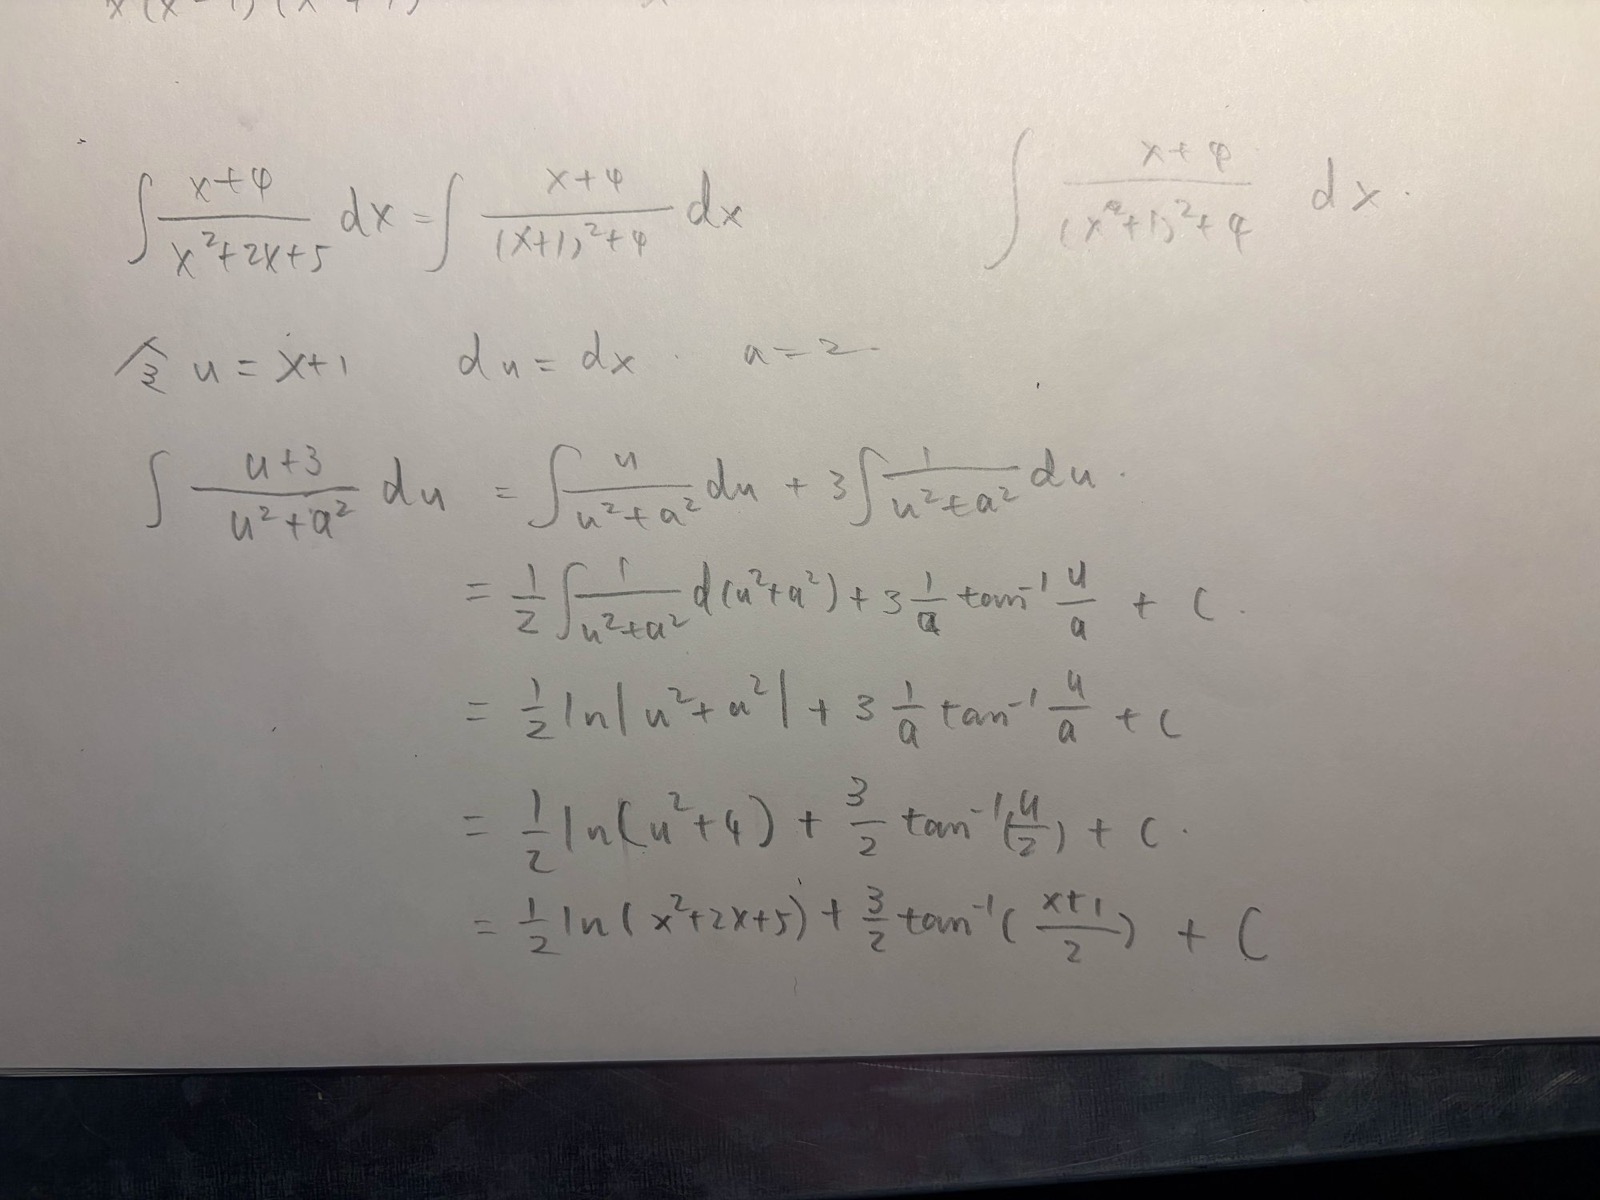 ∫ (x+4)/(x²+2x+5) dx = ∫ (x+4)/((x+1)²+4) dx
∫ (x+4)/((x²+1)²+4) dx.
令 u = x+1 du = dx. a=2
∫ (u+3)/(u²+a²) du = ∫ u/(u²+a²) du + 3∫ 1/(u²+a²) du.
= 1/2 ∫ 1/(u²+a²) d(u²+a²) + 3 1/a tan⁻¹ u/a + C.
= 1/2 ln|u²+a²| + 3 1/a tan⁻¹ u/a + C
= 1/2 ln(u²+4) + 3/2 tan⁻¹(u/2) + C.
= 1/2 ln(x²+2x+5) + 3/2 tan⁻¹((x+1)/2) + C